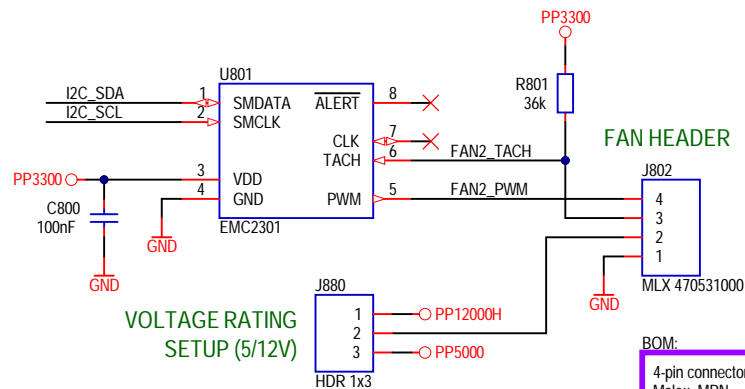 PP3300
U801
I2C_SDA 1 SMDATA ALERT 8
I2C_SCL 2 SMCLK
R801
36k
CLK 7
TACH 6 FAN2_TACH
FAN HEADER
J802
PP3300 3 VDD
4 GND PWM 5 FAN2_PWM 4
3
2
1
C800
100nF
GND
GND
EMC2301
MLX 470531000
GND
J880
VOLTAGE RATING
SETUP (5/12V)
1 PP12000H
2
3 PP5000
HDR 1x3
BOM:
4-pin connector